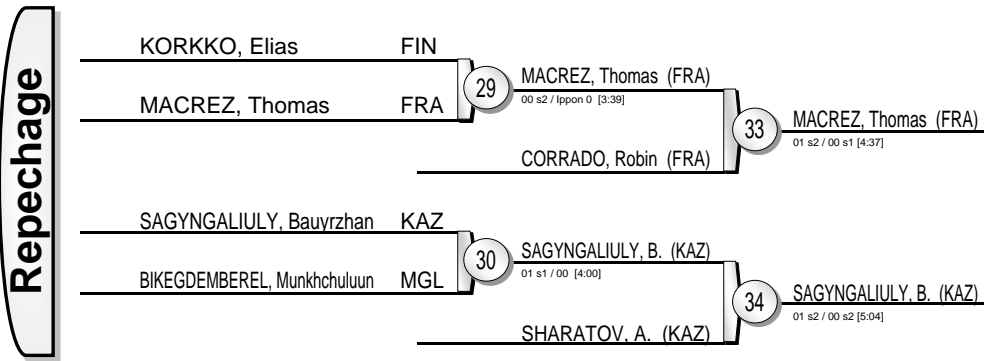 Repechage
KORKKO, Elias FIN
MACREZ, Thomas FRA
29
MACREZ, Thomas (FRA)
00 s2 / Ippon 0 [3:39]
CORRADO, Robin (FRA)
33
MACREZ, Thomas (FRA)
01 s2 / 00 s1 [4:37]
SAGYNGALIULY, Bauyrzhan KAZ
BIKEGDEMBEREL, Munkhchuluun MGL
30
SAGYNGALIULY, B. (KAZ)
01 s1 / 00 [4:00]
SHARATOV, A. (KAZ)
34
SAGYNGALIULY, B. (KAZ)
01 s2 / 00 s2 [5:04]